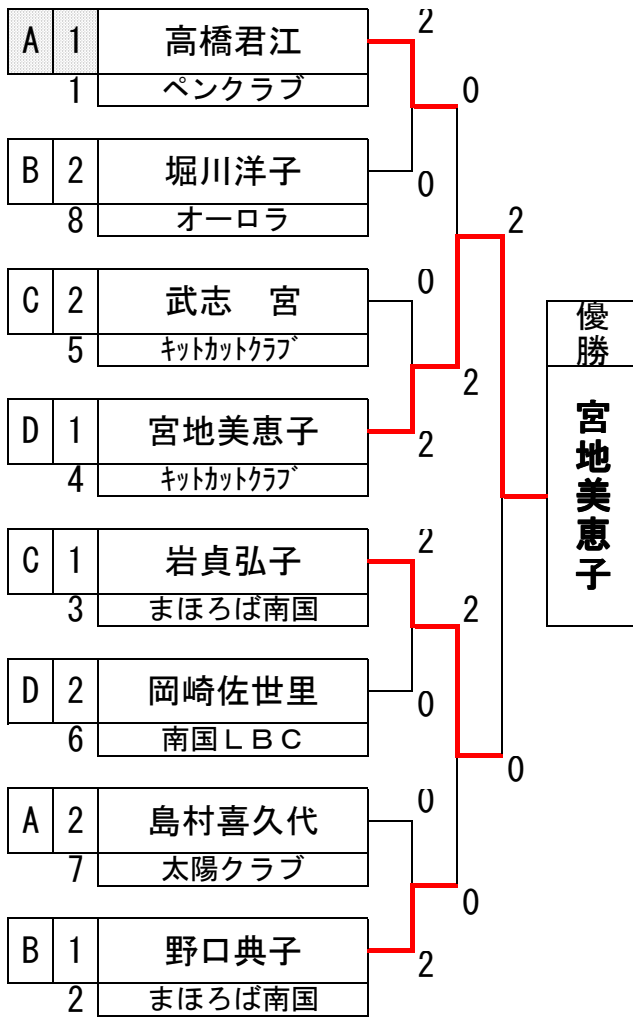 A 1 高橋君江 2
1 ペンクラブ 0
B 2 堀川洋子 0
8 オーロラ 2
C 2 武志　宮 0
5 ｷｯﾄｶｯﾄｸﾗﾌﾞ 2
D 1 宮地美恵子 2
4 ｷｯﾄｶｯﾄｸﾗﾌﾞ
C 1 岩貞弘子 2
3 まほろば南国 2
D 2 岡崎佐世里 0
6 南国ＬＢＣ 0
A 2 島村喜久代 0
7 太陽クラブ 0
B 1 野口典子 2
2 まほろば南国
優勝
宮地美恵子